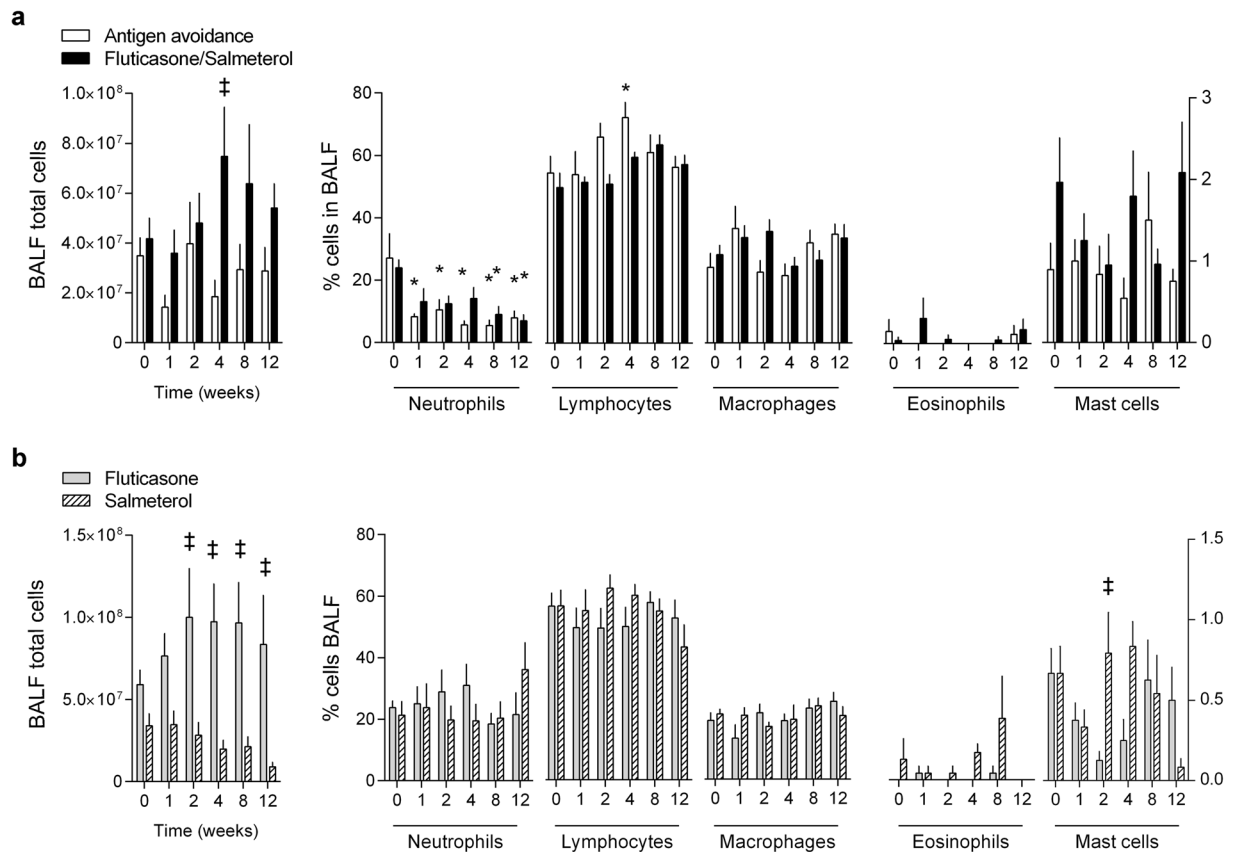 a
Antigen avoidance
Fluticasone/Salmeterol
BALF total cells
1.0×10⁸
8.0×10⁷
6.0×10⁷
4.0×10⁷
2.0×10⁷
0
‡
0 1 2 4 8 12
Time (weeks)
% cells in BALF
80
60
40
20
0
* * * * * * *
*
3
2
1
0
0 1 2 4 8 12 0 1 2 4 8 12 0 1 2 4 8 12 0 1 2 4 8 12 0 1 2 4 8 12
Neutrophils Lymphocytes Macrophages Eosinophils Mast cells
b
Fluticasone
Salmeterol
BALF total cells
1.5×10⁸
1.0×10⁸
5.0×10⁷
0
‡ ‡ ‡ ‡
0 1 2 4 8 12
Time (weeks)
% cells BALF
80
60
40
20
0
‡
1.5
1.0
0.5
0.0
0 1 2 4 8 12 0 1 2 4 8 12 0 1 2 4 8 12 0 1 2 4 8 12 0 1 2 4 8 12
Neutrophils Lymphocytes Macrophages Eosinophils Mast cells